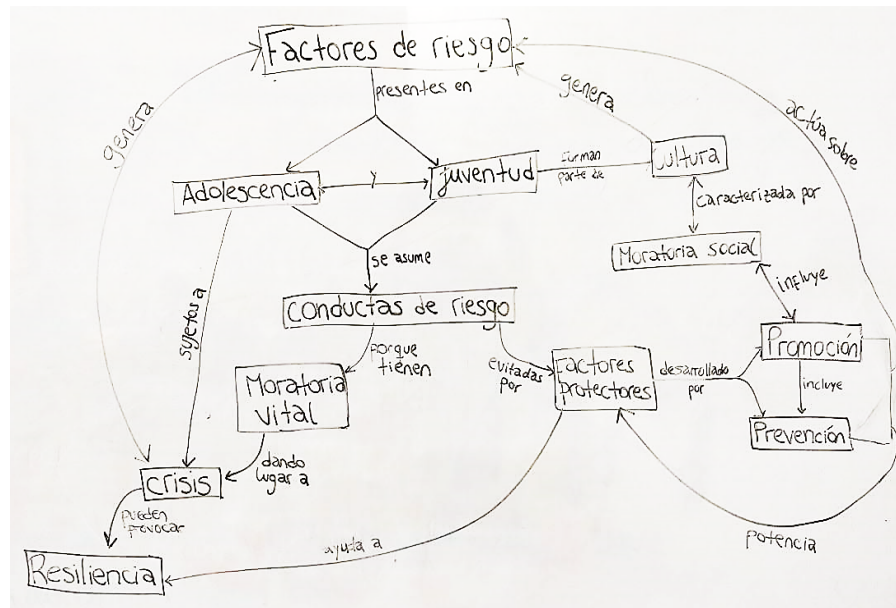 Factores de riesgo
presentes en
genera
genera
actúa sobre
Adolescencia
y
juventud
forman
parte de
Cultura
caracterizada por
Moratoria social
incluye
se asume
sujetos a
Conductas de riesgo
Promoción
porque
tienen
evitadas
por
Factores
protectores
desarrollado
por
incluye
Moratoria
vital
Prevención
dando
lugar a
Crisis
pueden
povocar
ayuda a
potencia
Resiliencia